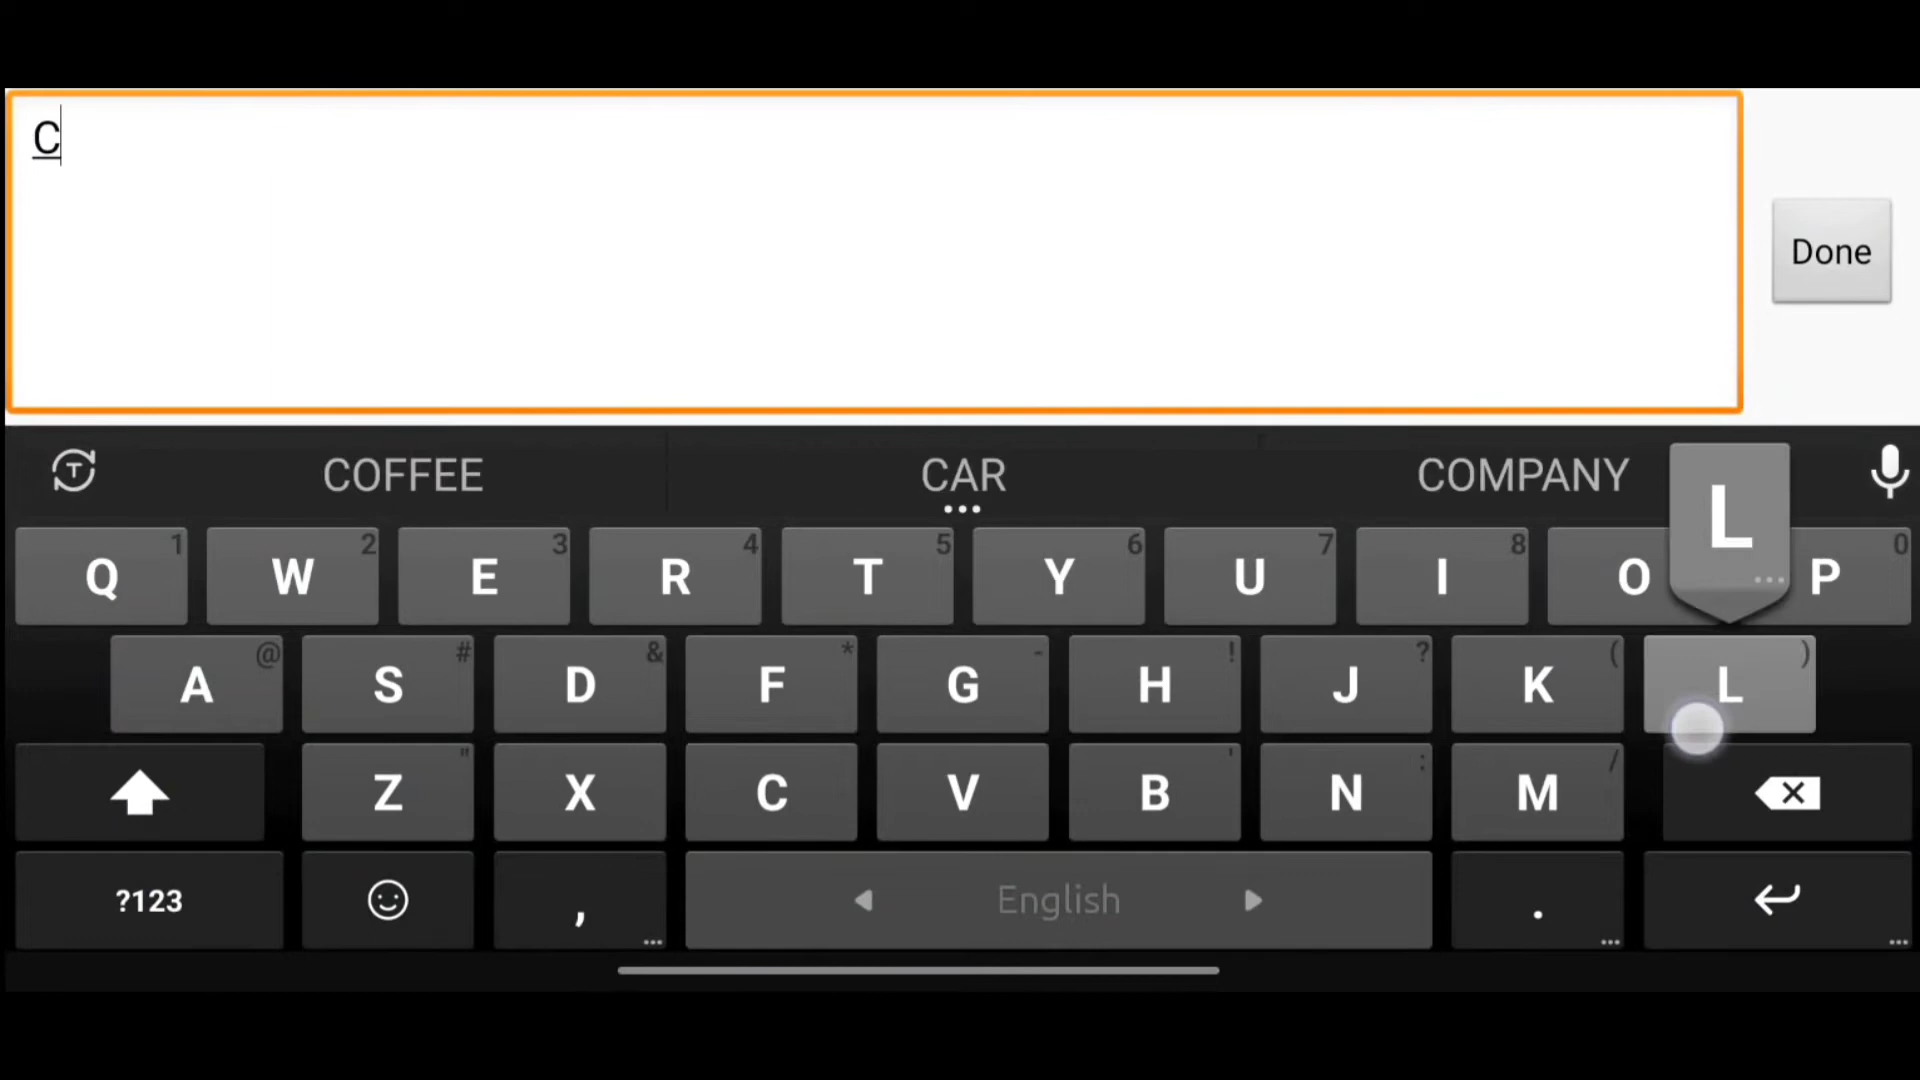 C
Done
COFFEE CAR COMPANY
L
Q 1 W 2 E 3 R 4 T 5 Y 6 U 7 I 8 O P 0
A @ S # D & F * G - H ! J ? K ( L )
Z " X C V B ' N : M /
?123 , English .